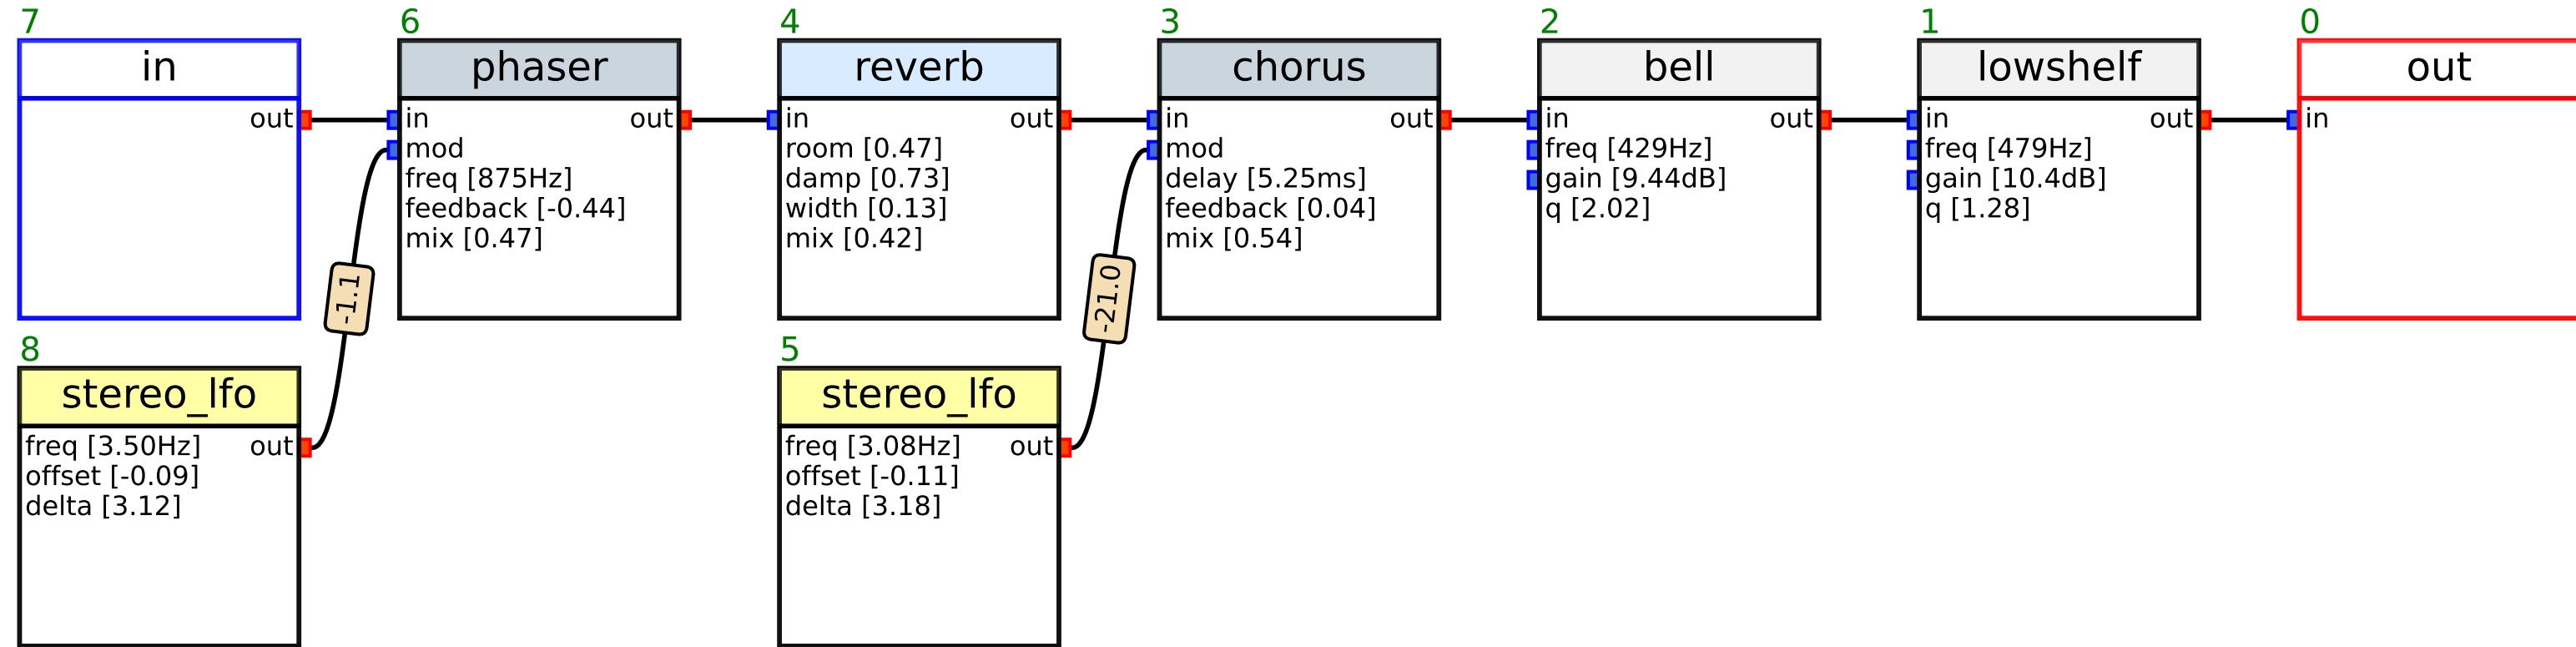 7
in
out
6
phaser
in out
mod
freq [875Hz]
feedback [-0.44]
mix [0.47]
4
reverb
in out
room [0.47]
damp [0.73]
width [0.13]
mix [0.42]
3
chorus
in out
mod
delay [5.25ms]
feedback [0.04]
mix [0.54]
2
bell
in out
freq [429Hz]
gain [9.44dB]
q [2.02]
1
lowshelf
in out
freq [479Hz]
gain [10.4dB]
q [1.28]
0
out
in
-1.1
-21.0
8
stereo_lfo
freq [3.50Hz] out
offset [-0.09]
delta [3.12]
5
stereo_lfo
freq [3.08Hz] out
offset [-0.11]
delta [3.18]